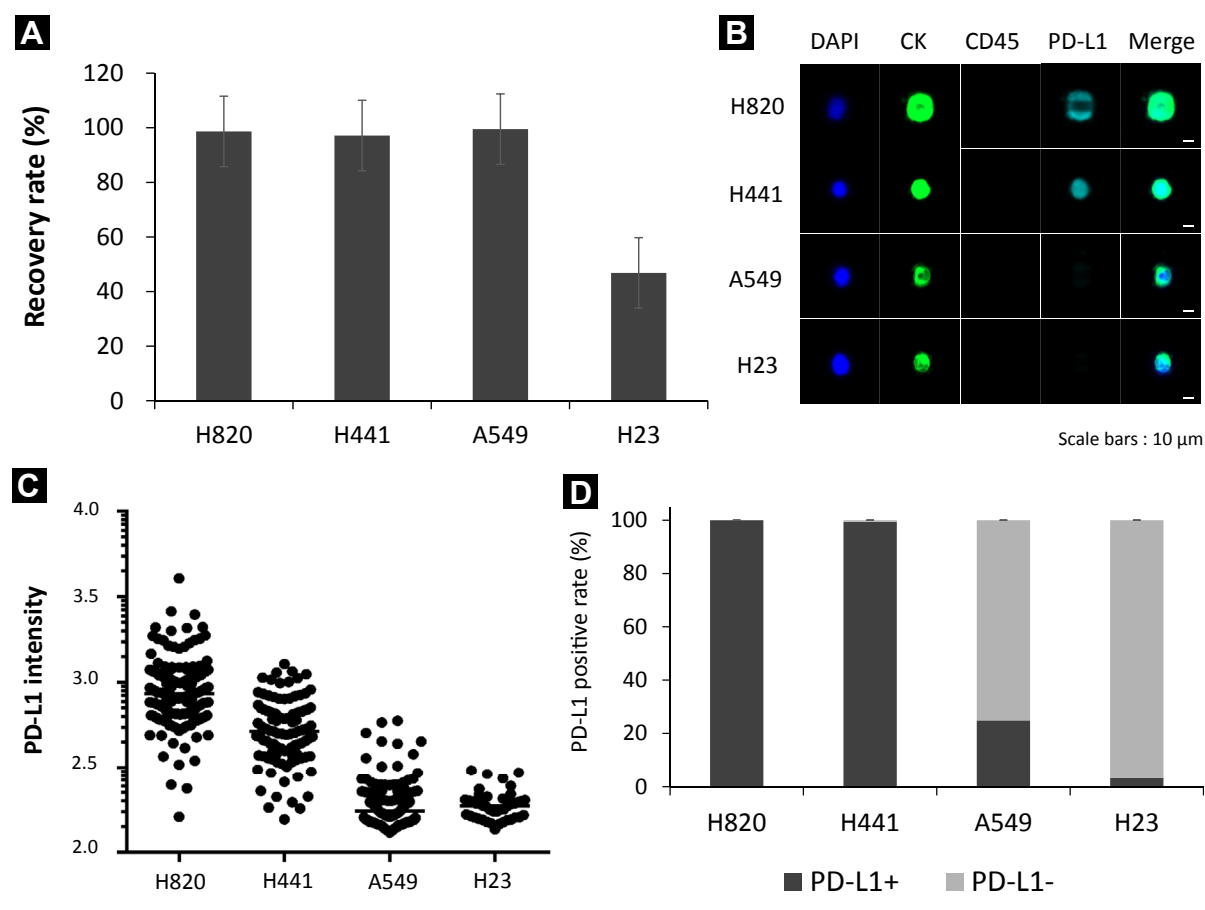 A
Recovery rate (%)
120
100
80
60
40
20
0
H820 H441 A549 H23
B
DAPI CK CD45 PD-L1 Merge
H820
H441
A549
H23
Scale bars : 10 µm
C
PD-L1 intensity
4.0
3.5
3.0
2.5
2.0
H820 H441 A549 H23
D
PD-L1 positive rate (%)
100
80
60
40
20
0
H820 H441 A549 H23
PD-L1+ PD-L1-